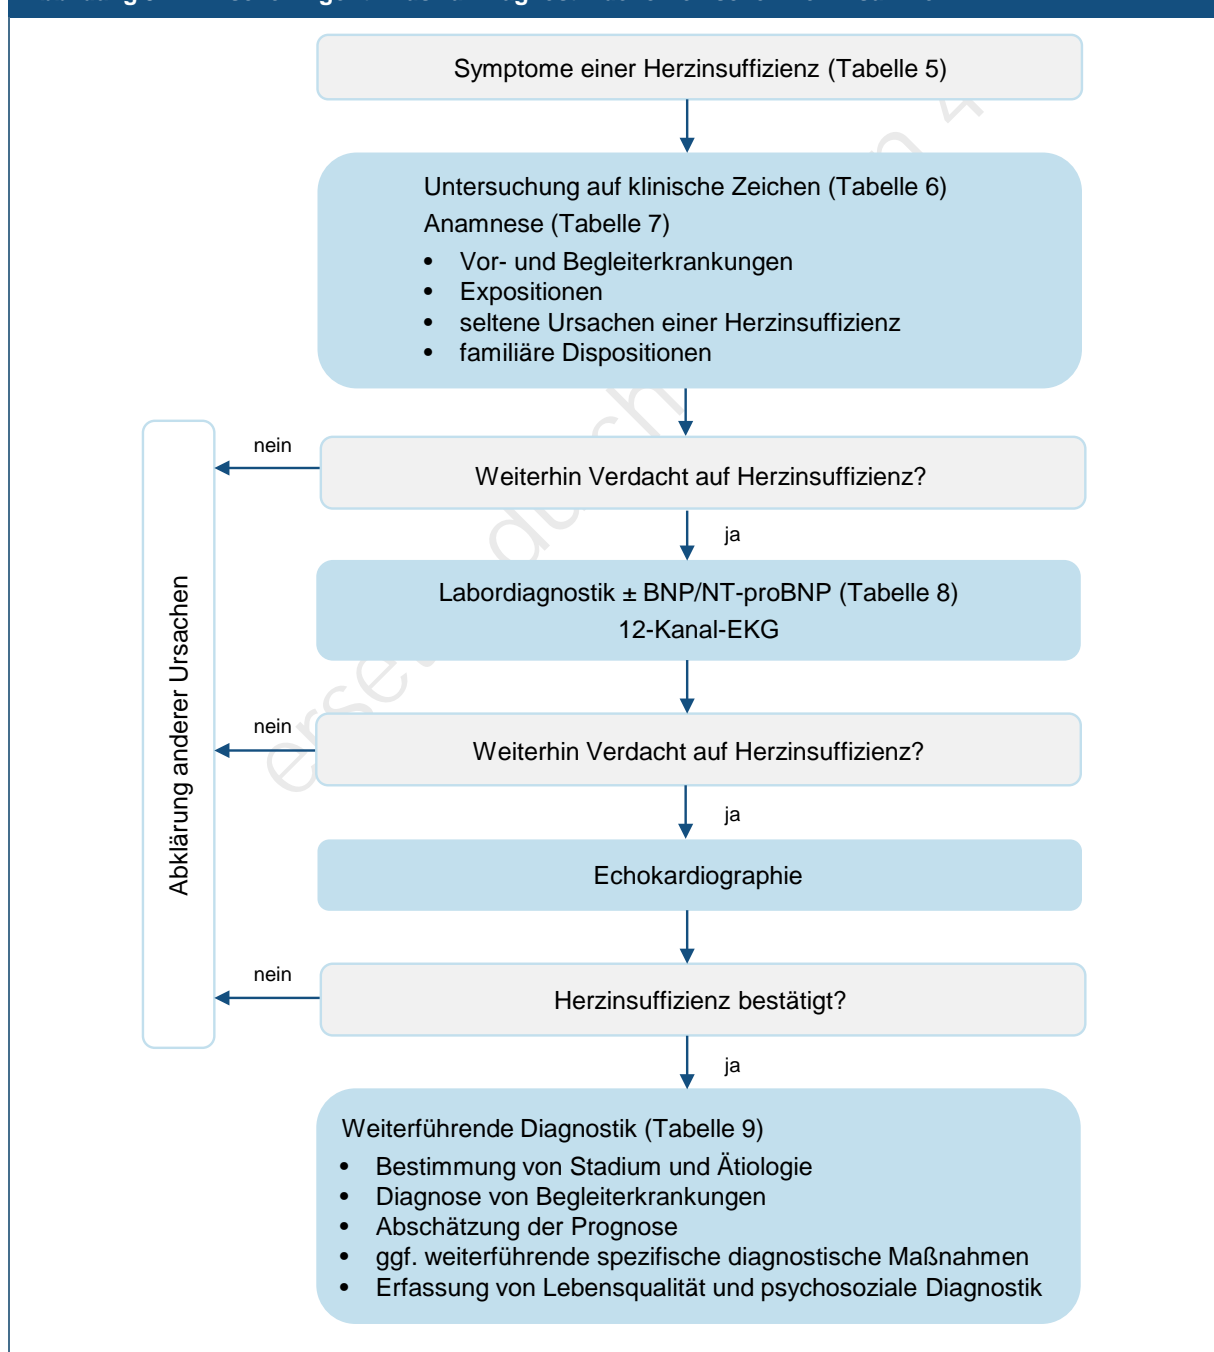 Symptome einer Herzinsuffizienz (Tabelle 5)
Untersuchung auf klinische Zeichen (Tabelle 6)
Anamnese (Tabelle 7)
• Vor- und Begleiterkrankungen
• Expositionen
• seltene Ursachen einer Herzinsuffizienz
• familiäre Dispositionen
nein
Weiterhin Verdacht auf Herzinsuffizienz?
ja
Labordiagnostik ± BNP/NT-proBNP (Tabelle 8)
12-Kanal-EKG
Abklärung anderer Ursachen
nein
Weiterhin Verdacht auf Herzinsuffizienz?
ja
Echokardiographie
nein
Herzinsuffizienz bestätigt?
ja
Weiterführende Diagnostik (Tabelle 9)
• Bestimmung von Stadium und Ätiologie
• Diagnose von Begleiterkrankungen
• Abschätzung der Prognose
• ggf. weiterführende spezifische diagnostische Maßnahmen
• Erfassung von Lebensqualität und psychosoziale Diagnostik